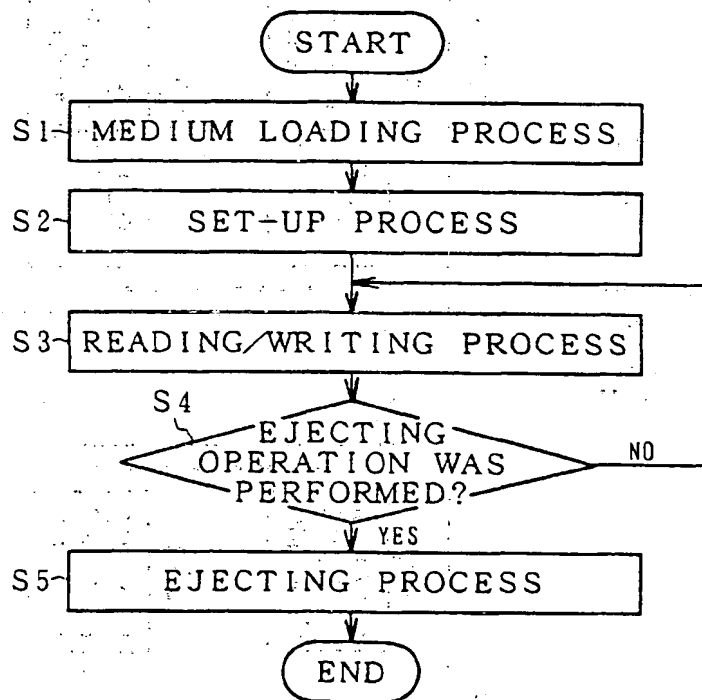 START
S1 MEDIUM LOADING PROCESS
S2 SET-UP PROCESS
S3 READING/WRITING PROCESS
S4
EJECTING
OPERATION WAS
PERFORMED?
NO
YES
S5 EJECTING PROCESS
END